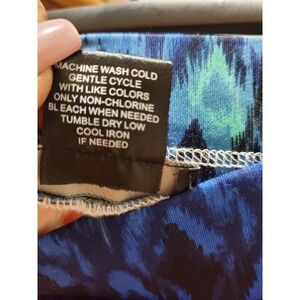 MACHINE WASH COLD
GENTLE CYCLE
WITH LIKE COLORS
ONLY NON-CHLORINE
BLEACH WHEN NEEDED
TUMBLE DRY LOW
COOL IRON
IF NEEDED